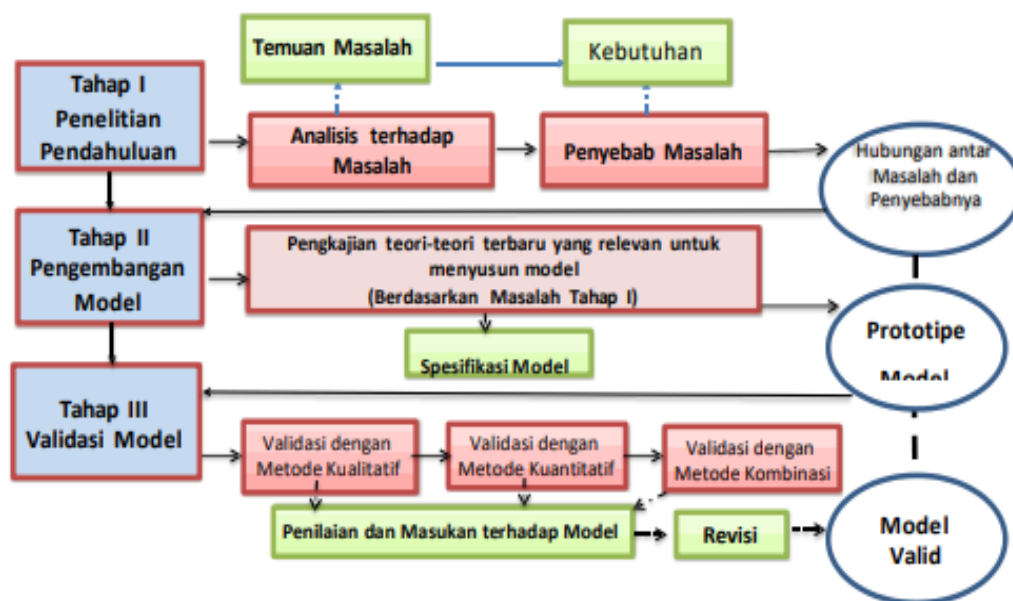 Temuan Masalah
Kebutuhan
Tahap I
Penelitian
Pendahuluan
Analisis terhadap
Masalah
Penyebab Masalah
Hubungan antar
Masalah dan
Penyebabnya
Tahap II
Pengembangan
Model
Pengkajian teori-teori terbaru yang relevan untuk
menyusun model
(Berdasarkan Masalah Tahap I)
Spesifikasi Model
Prototipe
Model
Tahap III
Validasi Model
Validasi dengan
Metode Kualitatif
Validasi dengan
Metode Kuantitatif
Validasi dengan
Metode Kombinasi
Penilaian dan Masukan terhadap Model
Revisi
Model
Valid